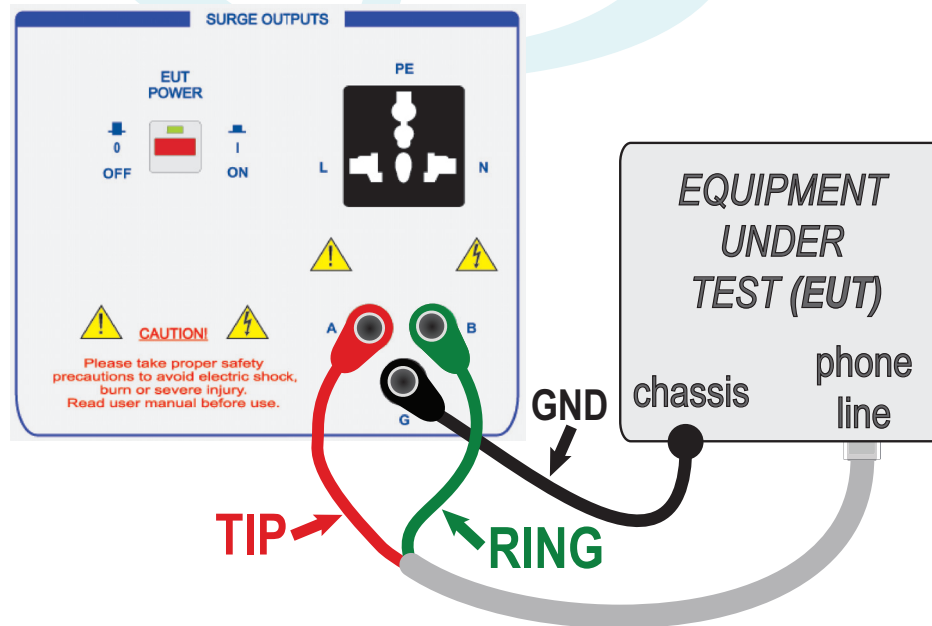 SURGE OUTPUTS
EUT
POWER
0
OFF
I
ON
PE
L
N
CAUTION!
Please take proper safety
precautions to avoid electric shock,
burn or severe injury.
Read user manual before use.
A
B
G
EQUIPMENT
UNDER
TEST (EUT)
chassis
phone
line
GND
TIP
RING